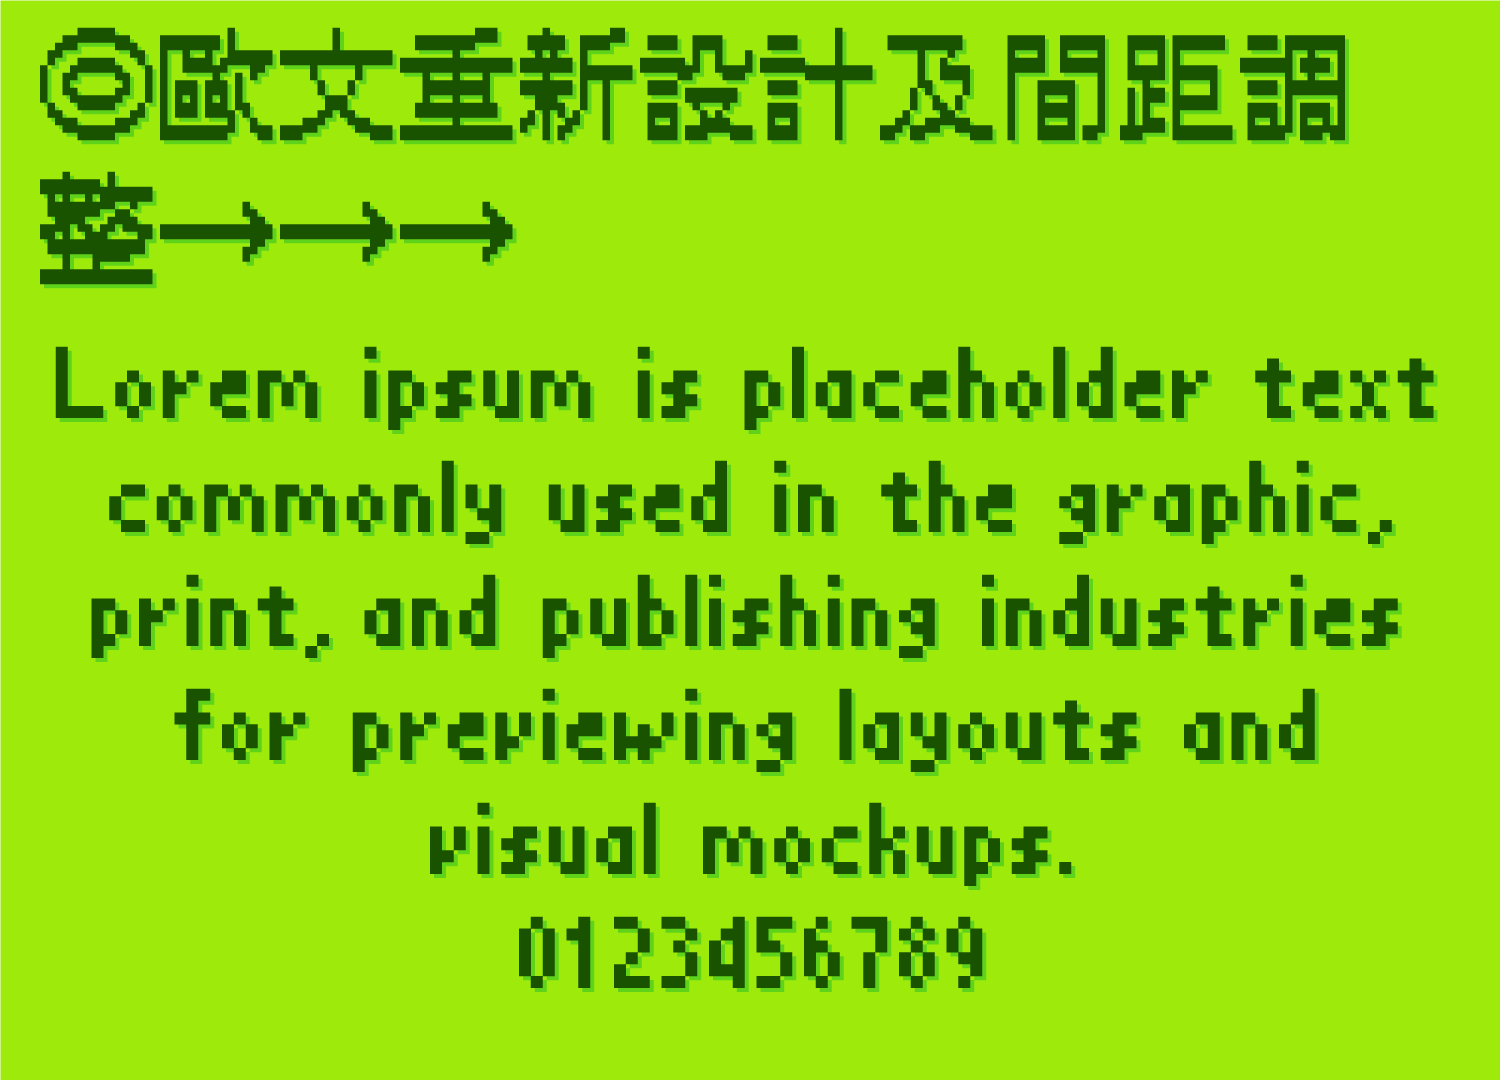 ◎歐文重新設計及間距調
整→→→
Lorem ipsum is placeholder text
commonly used in the graphic,
print, and publishing industries
for previewing layouts and
visual mockups.
0123456789